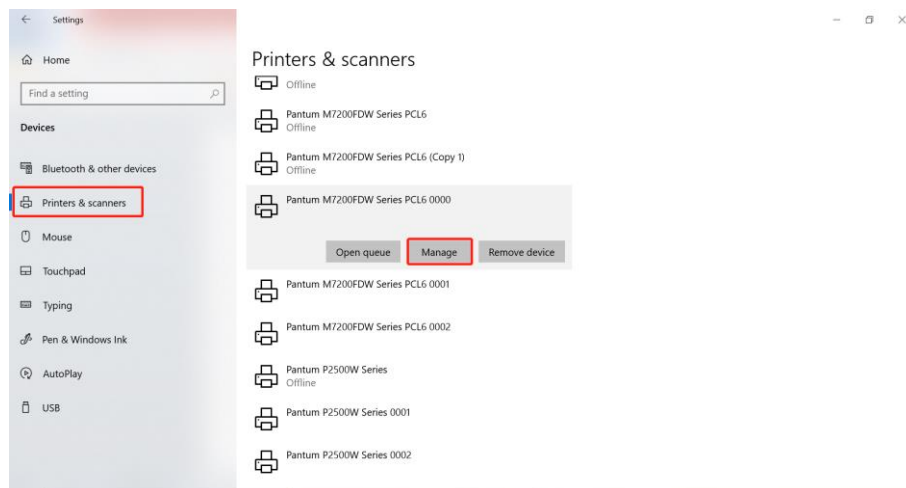 Settings
Home
Find a setting
Devices
Bluetooth & other devices
Printers & scanners
Mouse
Touchpad
Typing
Pen & Windows Ink
AutoPlay
USB
Printers & scanners
Offline
Pantum M7200FDW Series PCL6
Offline
Pantum M7200FDW Series PCL6 (Copy 1)
Offline
Pantum M7200FDW Series PCL6 0000
Open queue Manage Remove device
Pantum M7200FDW Series PCL6 0001
Pantum M7200FDW Series PCL6 0002
Pantum P2500W Series
Offline
Pantum P2500W Series 0001
Pantum P2500W Series 0002